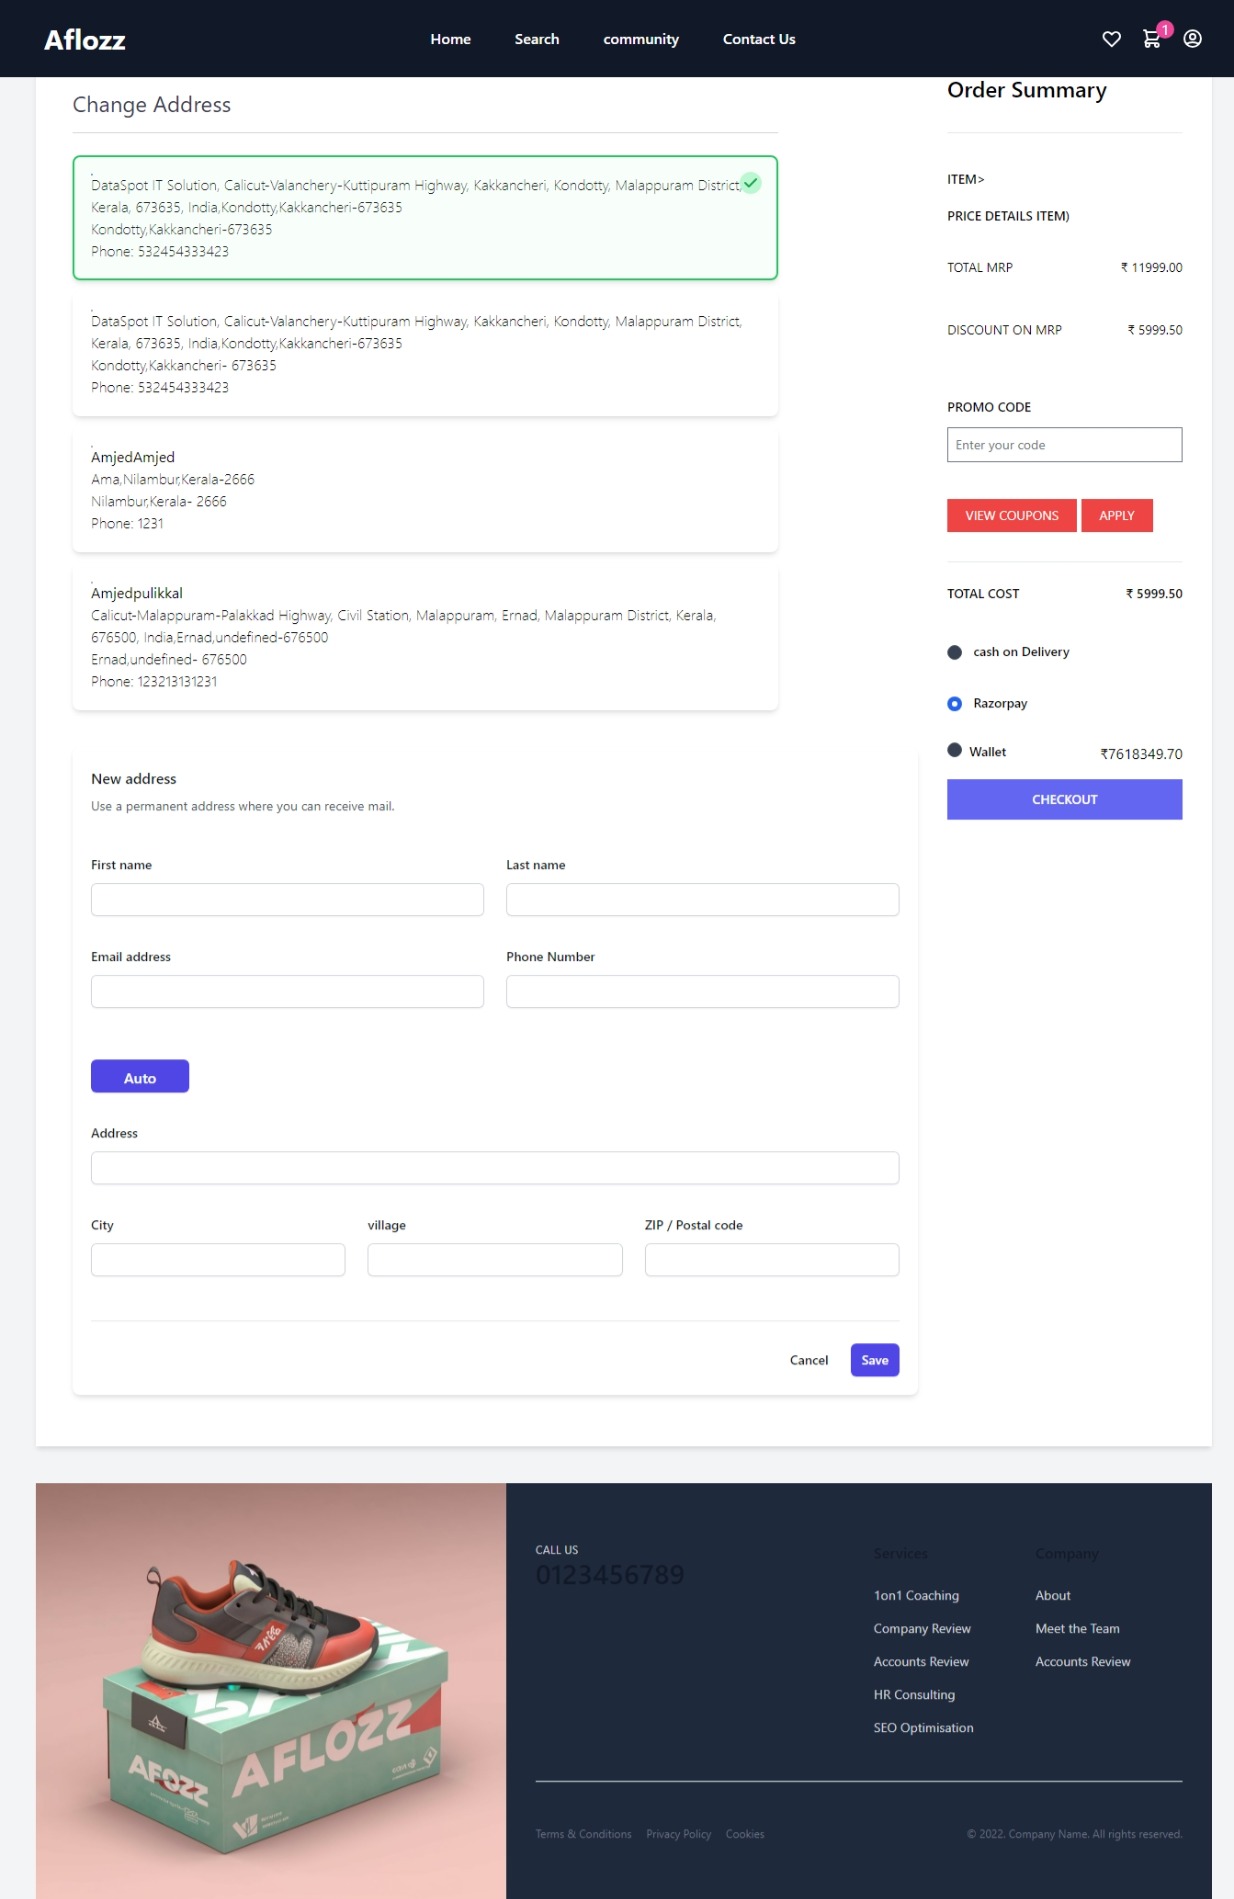 Aflozz
Home
Search
community
Contact Us
1
Change Address
DataSpot IT Solution, Calicut-Valanchery-Kuttipuram Highway, Kakkancheri, Kondotty, Malappuram District,
Kerala, 673635, India,Kondotty,Kakkancheri-673635
Kondotty,Kakkancheri-673635
Phone: 532454333423
DataSpot IT Solution, Calicut-Valanchery-Kuttipuram Highway, Kakkancheri, Kondotty, Malappuram District,
Kerala, 673635, India,Kondotty,Kakkancheri-673635
Kondotty,Kakkancheri- 673635
Phone: 532454333423
AmjedAmjed
Ama,Nilambur,Kerala-2666
Nilambur,Kerala- 2666
Phone: 1231
Amjedpulikkal
Calicut-Malappuram-Palakkad Highway, Civil Station, Malappuram, Ernad, Malappuram District, Kerala,
676500, India,Ernad,undefined-676500
Ernad,undefined- 676500
Phone: 123213131231
New address
Use a permanent address where you can receive mail.
First name
Last name
Email address
Phone Number
Auto
Address
City
village
ZIP / Postal code
Cancel
Save
Order Summary
ITEM>
PRICE DETAILS ITEM)
TOTAL MRP
₹ 11999.00
DISCOUNT ON MRP
₹ 5999.50
PROMO CODE
Enter your code
VIEW COUPONS
APPLY
TOTAL COST
₹ 5999.50
cash on Delivery
Razorpay
Wallet
₹7618349.70
CHECKOUT
AFLOZZ
AFOZZ
CALL US
0123456789
Services
1on1 Coaching
Company Review
Accounts Review
HR Consulting
SEO Optimisation
Company
About
Meet the Team
Accounts Review
Terms & Conditions
Privacy Policy
Cookies
© 2022. Company Name. All rights reserved.